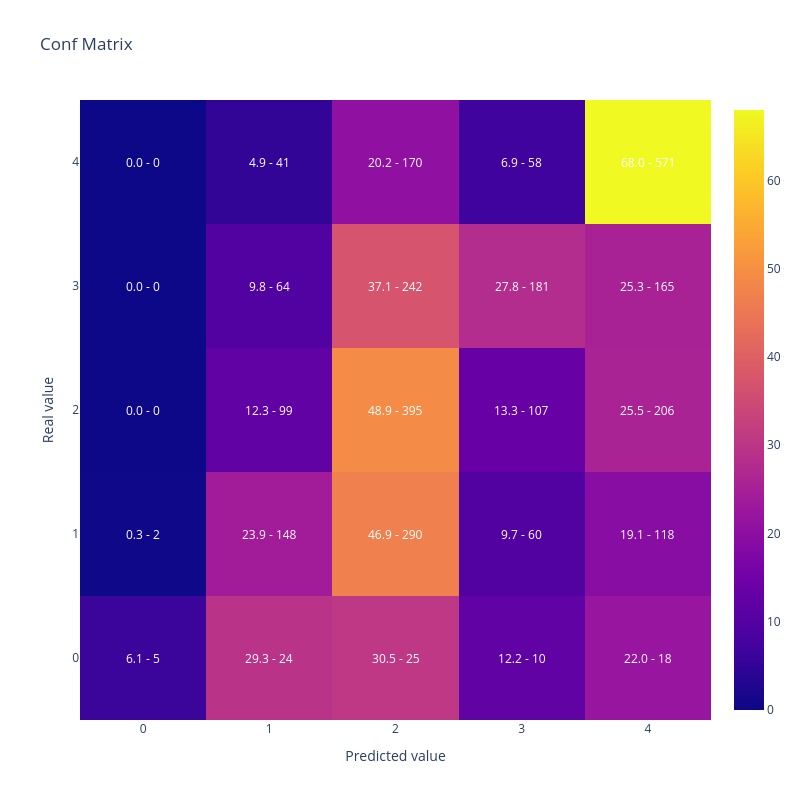 Conf Matrix
4 0.0 - 0 4.9 - 41 20.2 - 170 6.9 - 58 68.0 - 571
3 0.0 - 0 9.8 - 64 37.1 - 242 27.8 - 181 25.3 - 165
2 0.0 - 0 12.3 - 99 48.9 - 395 13.3 - 107 25.5 - 206
1 0.3 - 2 23.9 - 148 46.9 - 290 9.7 - 60 19.1 - 118
0 6.1 - 5 29.3 - 24 30.5 - 25 12.2 - 10 22.0 - 18
0 1 2 3 4
Predicted value
Real value
60
50
40
30
20
10
0